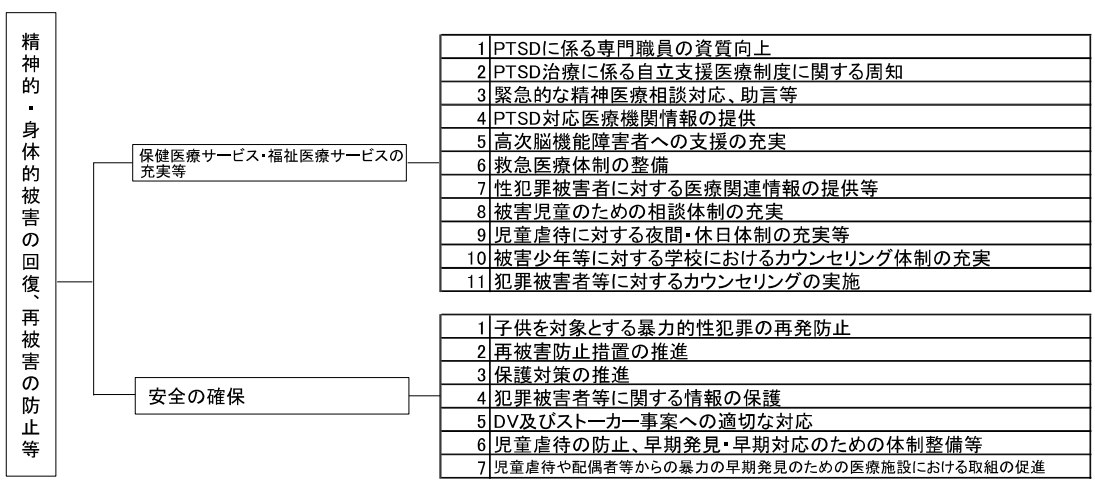 精神的・身体的被害の回復、再被害の防止等
保健医療サービス・福祉医療サービスの
充実等
1 PTSDに係る専門職員の資質向上
2 PTSD治療に係る自立支援医療制度に関する周知
3 緊急的な精神医療相談対応、助言等
4 PTSD対応医療機関情報の提供
5 高次脳機能障害者への支援の充実
6 救急医療体制の整備
7 性犯罪被害者に対する医療関連情報の提供等
8 被害児童のための相談体制の充実
9 児童虐待に対する夜間・休日体制の充実等
10 被害少年等に対する学校におけるカウンセリング体制の充実
11 犯罪被害者等に対するカウンセリングの実施
安全の確保
1 子供を対象とする暴力的性犯罪の再発防止
2 再被害防止措置の推進
3 保護対策の推進
4 犯罪被害者等に関する情報の保護
5 DV及びストーカー事案への適切な対応
6 児童虐待の防止、早期発見・早期対応のための体制整備等
7 児童虐待や配偶者等からの暴力の早期発見のための医療施設における取組の促進